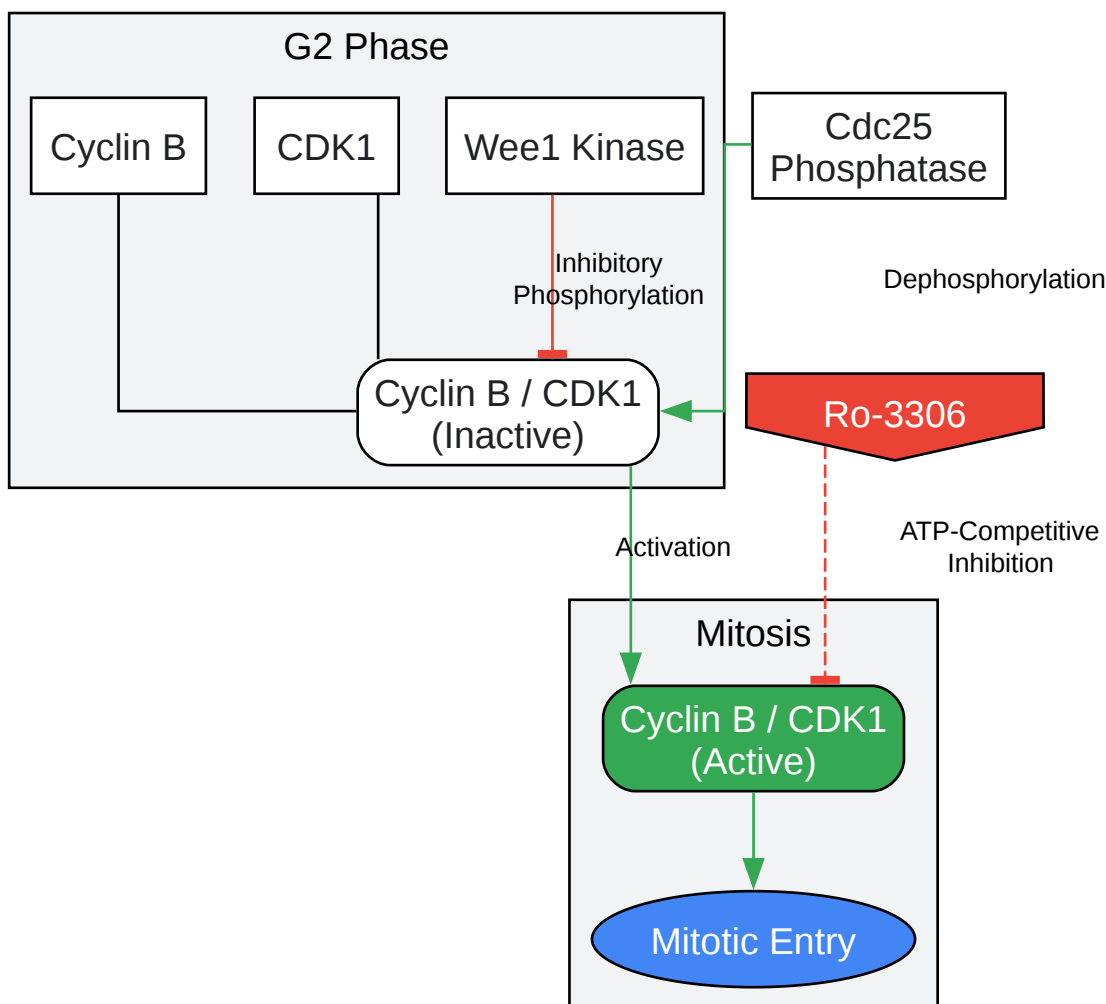 G2 Phase
Cyclin B
CDK1
Wee1 Kinase
Cdc25
Phosphatase
Inhibitory
Phosphorylation
Dephosphorylation
Cyclin B / CDK1
(Inactive)
Ro-3306
Activation
ATP-Competitive
Inhibition
Mitosis
Cyclin B / CDK1
(Active)
Mitotic Entry